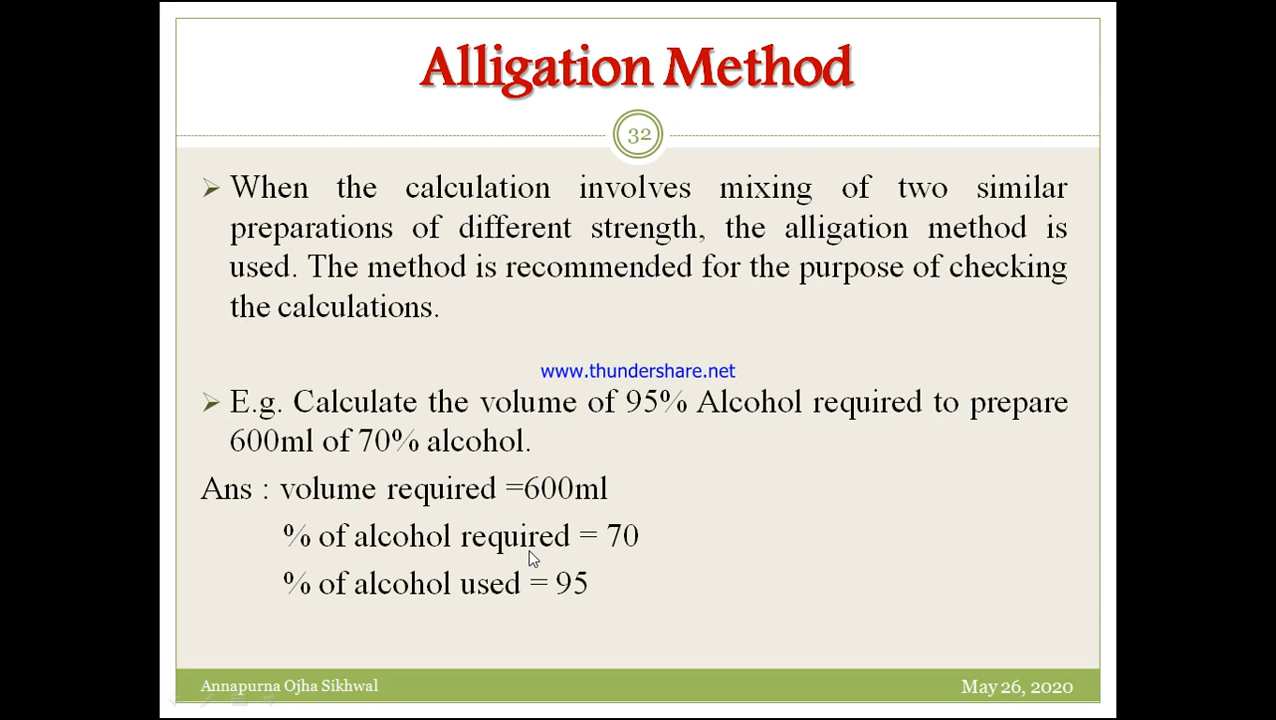 Alligation Method
32
When the calculation involves mixing of two similar
preparations of different strength, the alligation method is
used. The method is recommended for the purpose of checking
the calculations.
www.thundershare.net
E.g. Calculate the volume of 95% Alcohol required to prepare
600ml of 70% alcohol.
Ans : volume required =600ml
% of alcohol required = 70
% of alcohol used = 95
Annapurna Ojha Sikhwal
May 26, 2020